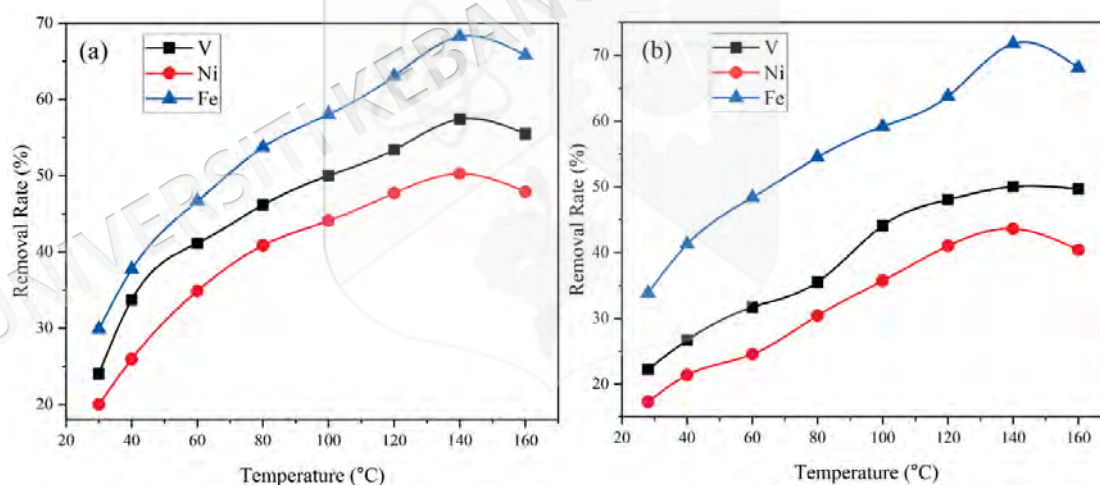 (a)
V
Ni
Fe
70
60
50
40
30
20
Removal Rate (%)
20 40 60 80 100 120 140 160
Temperature (°C)
(b)
V
Ni
Fe
70
60
50
40
30
20
Removal Rate (%)
20 40 60 80 100 120 140 160
Temperature (°C)
UNIVERSITI KEBANGS